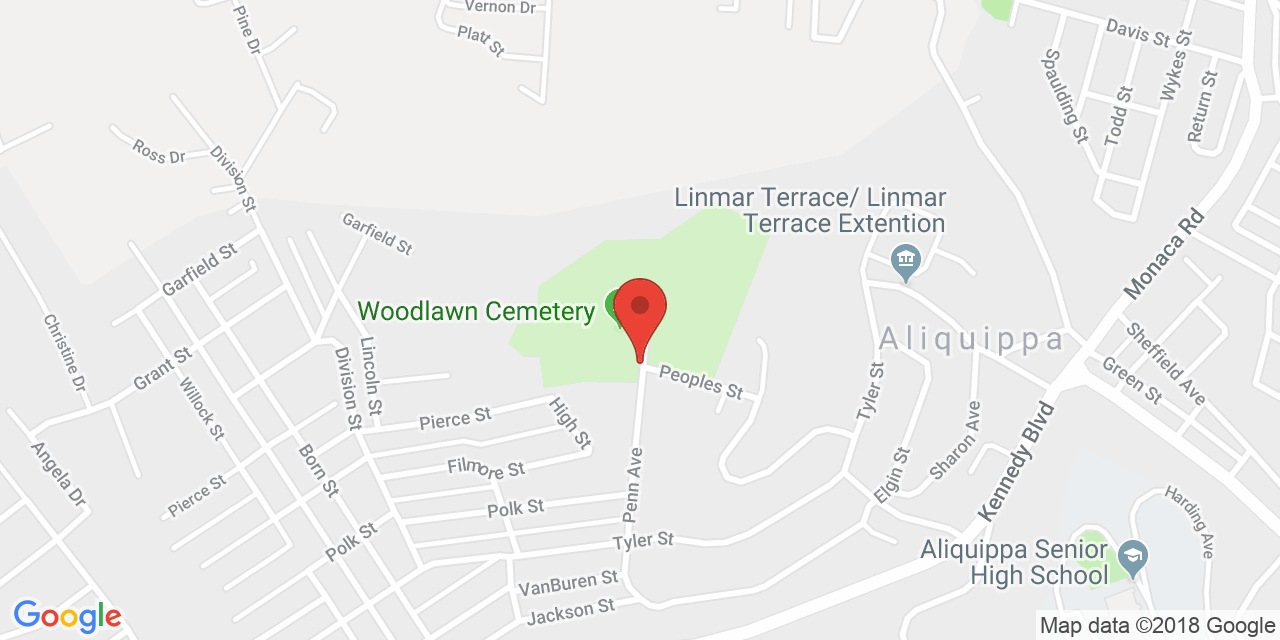 Vernon Dr
Pine Dr
Platt St
Davis St
Wykes St
Spaulding St
Todd St
Return St
Ross Dr
Division St
Linmar Terrace/ Linmar
Terrace Extention
Garfield St
Garfield St
Monaca Rd
Woodlawn Cemetery
Aliquippa
Christine Dr
Grant St
Willock St
Division St
Lincoln St
Peoples St
Tyler St
Sheffield Ave
Green St
Pierce St
High St
Sharon Ave
Kennedy Blvd
Angela Dr
Born St
Filmore St
Penn Ave
Elgin St
Pierce St
Polk St
Harding Ave
Polk St
Tyler St
Aliquippa Senior
High School
VanBuren St
Jackson St
Google
Map data ©2018 Google